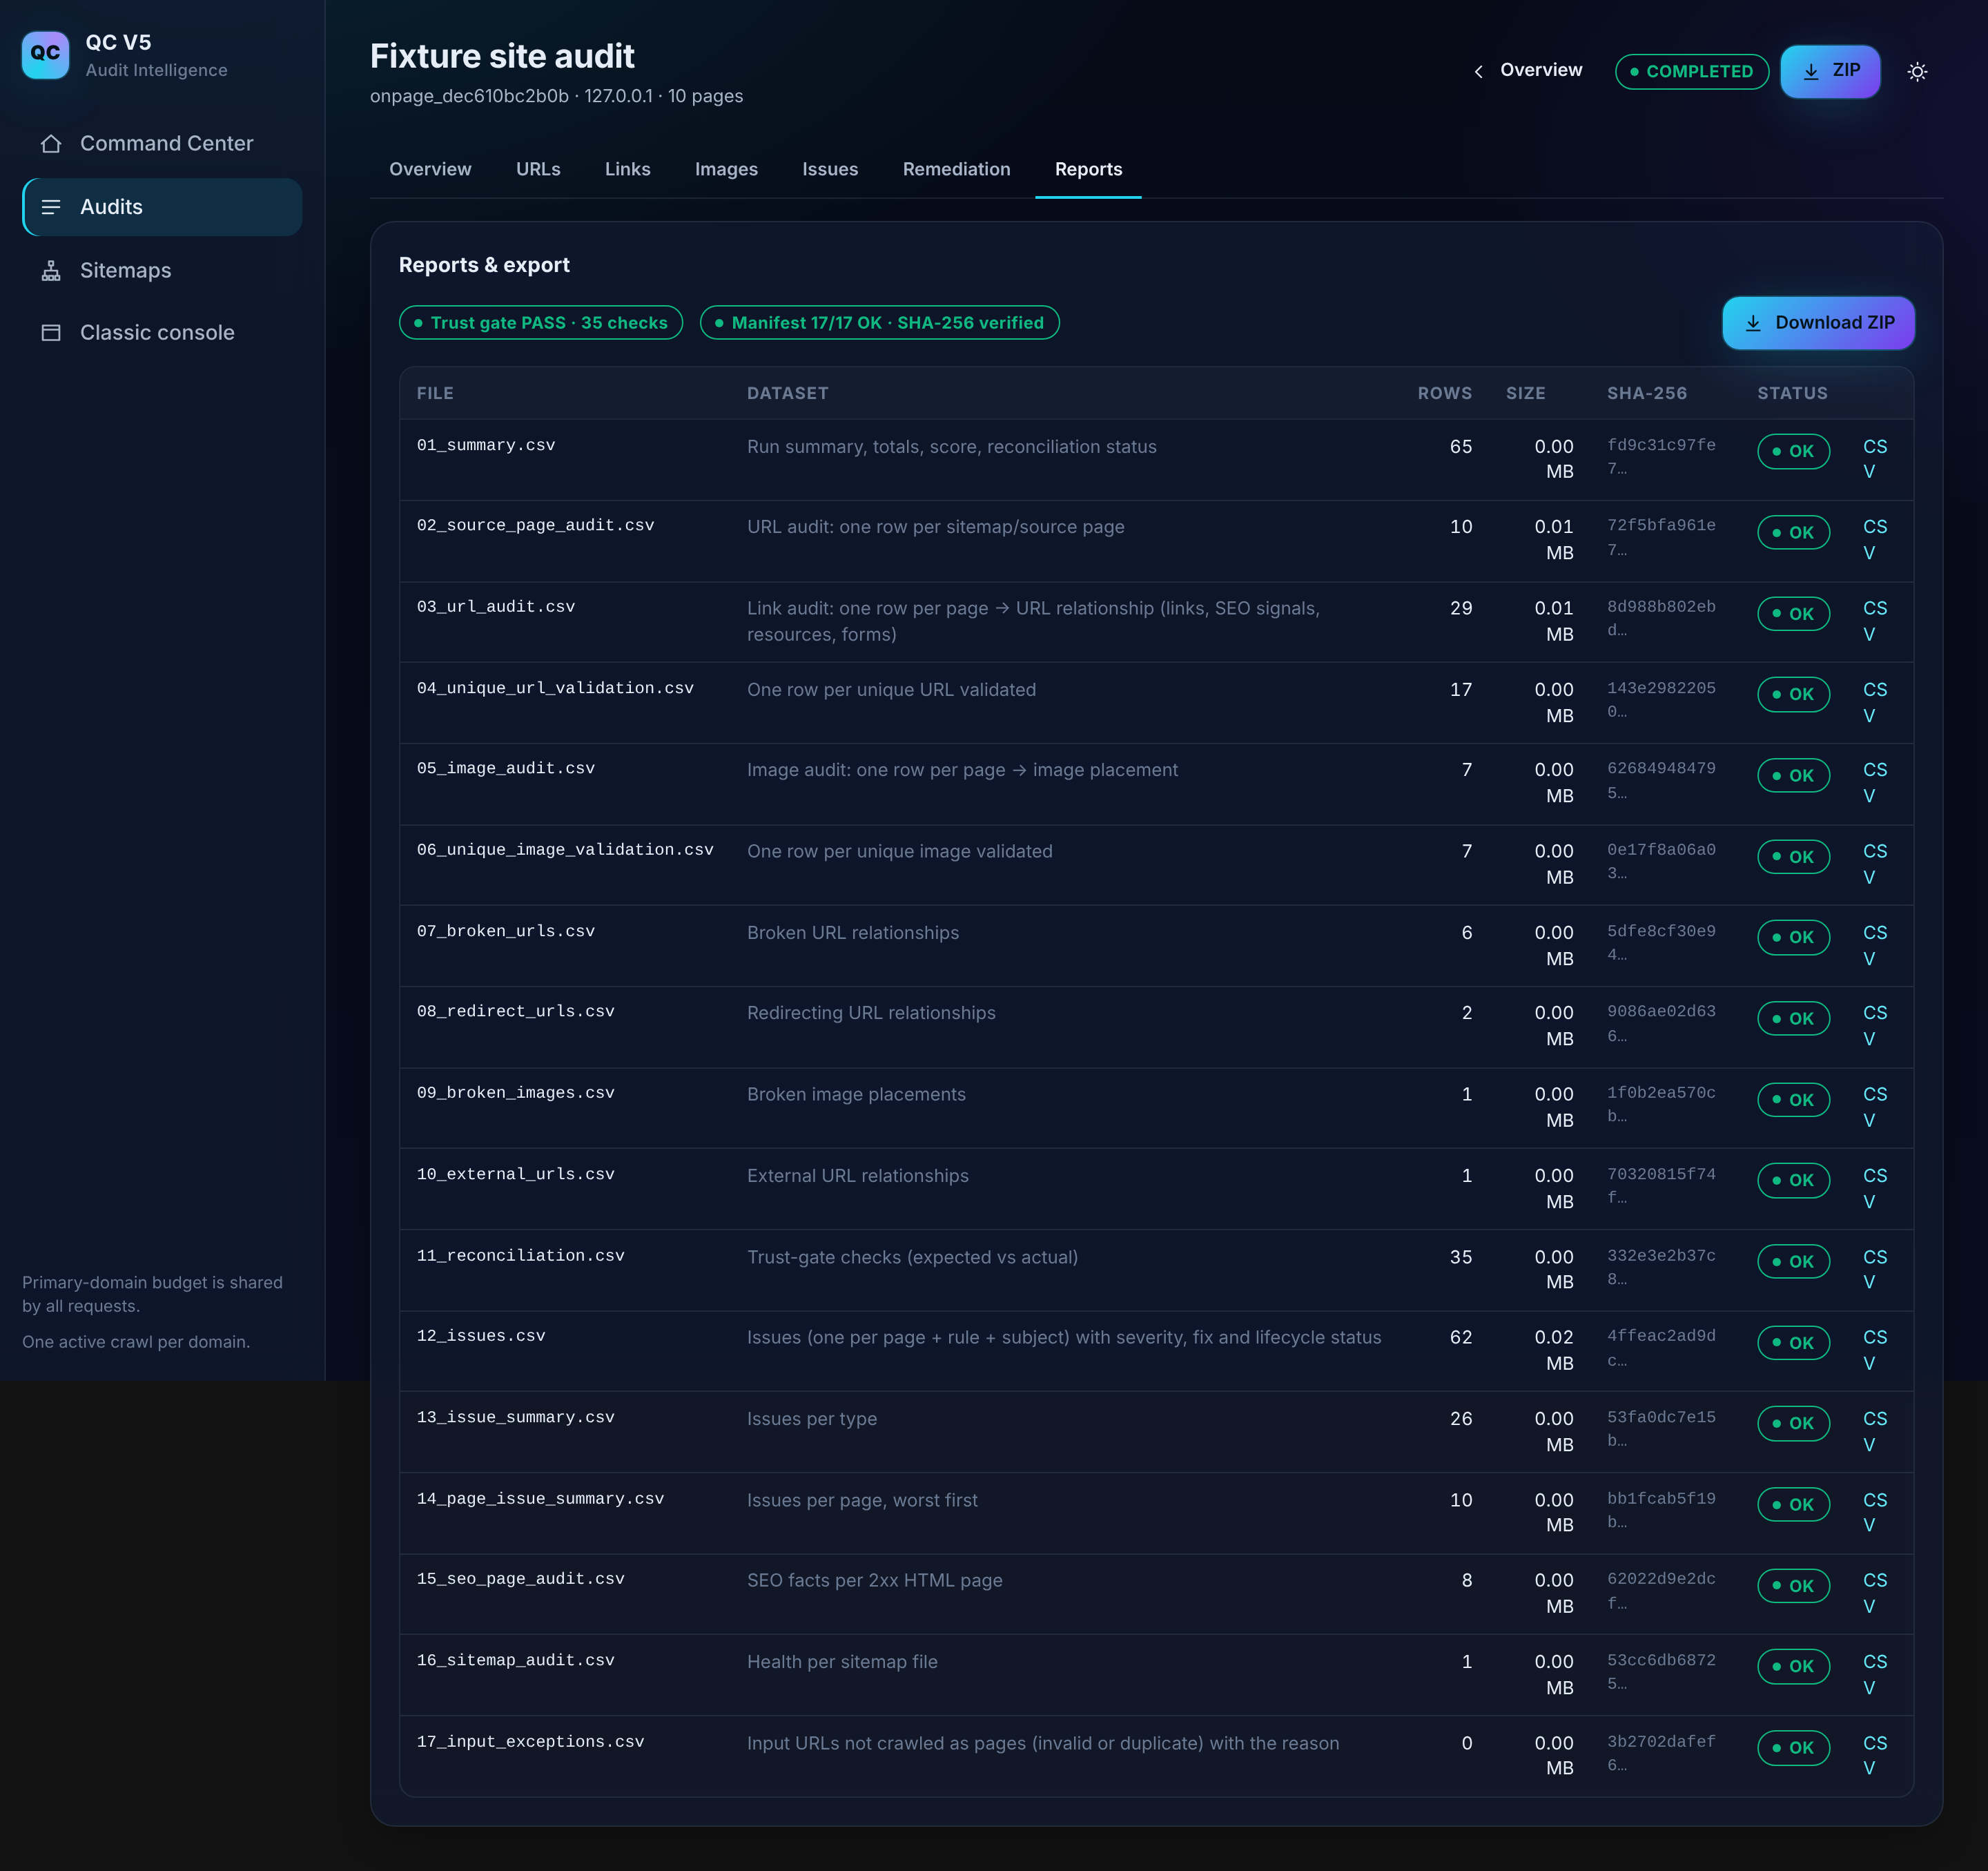 QC
QC V5
Audit Intelligence
Command Center
Audits
Sitemaps
Classic console
Primary-domain budget is shared
by all requests.
One active crawl per domain.
Fixture site audit
onpage_dec610bc2b0b · 127.0.0.1 · 10 pages
Overview
COMPLETED
ZIP
Overview URLs Links Images Issues Remediation Reports
Reports & export
Trust gate PASS · 35 checks
Manifest 17/17 OK · SHA-256 verified
Download ZIP
FILE DATASET ROWS SIZE SHA-256 STATUS
01_summary.csv Run summary, totals, score, reconciliation status 65 0.00 fd9c31c97fe OK CS
MB 7… V
02_source_page_audit.csv URL audit: one row per sitemap/source page 10 0.01 72f5bfa961e OK CS
MB 7… V
03_url_audit.csv Link audit: one row per page → URL relationship (links, SEO signals, 29 0.01 8d988b802eb OK CS
resources, forms) MB d… V
04_unique_url_validation.csv One row per unique URL validated 17 0.00 143e2982205 OK CS
MB 0… V
05_image_audit.csv Image audit: one row per page → image placement 7 0.00 62684948479 OK CS
MB 5… V
06_unique_image_validation.csv One row per unique image validated 7 0.00 0e17f8a06a0 OK CS
MB 3… V
07_broken_urls.csv Broken URL relationships 6 0.00 5dfe8cf30e9 OK CS
MB 4… V
08_redirect_urls.csv Redirecting URL relationships 2 0.00 9086ae02d63 OK CS
MB 6… V
09_broken_images.csv Broken image placements 1 0.00 1f0b2ea570c OK CS
MB b… V
10_external_urls.csv External URL relationships 1 0.00 70320815f74 OK CS
MB f… V
11_reconciliation.csv Trust-gate checks (expected vs actual) 35 0.00 332e3e2b37c OK CS
MB 8… V
12_issues.csv Issues (one per page + rule + subject) with severity, fix and lifecycle status 62 0.02 4ffeac2ad9d OK CS
MB c… V
13_issue_summary.csv Issues per type 26 0.00 53fa0dc7e15 OK CS
MB b… V
14_page_issue_summary.csv Issues per page, worst first 10 0.00 bb1fcab5f19 OK CS
MB b… V
15_seo_page_audit.csv SEO facts per 2xx HTML page 8 0.00 62022d9e2dc OK CS
MB f… V
16_sitemap_audit.csv Health per sitemap file 1 0.00 53cc6db6872 OK CS
MB 5… V
17_input_exceptions.csv Input URLs not crawled as pages (invalid or duplicate) with the reason 0 0.00 3b2702dafef OK CS
MB 6… V